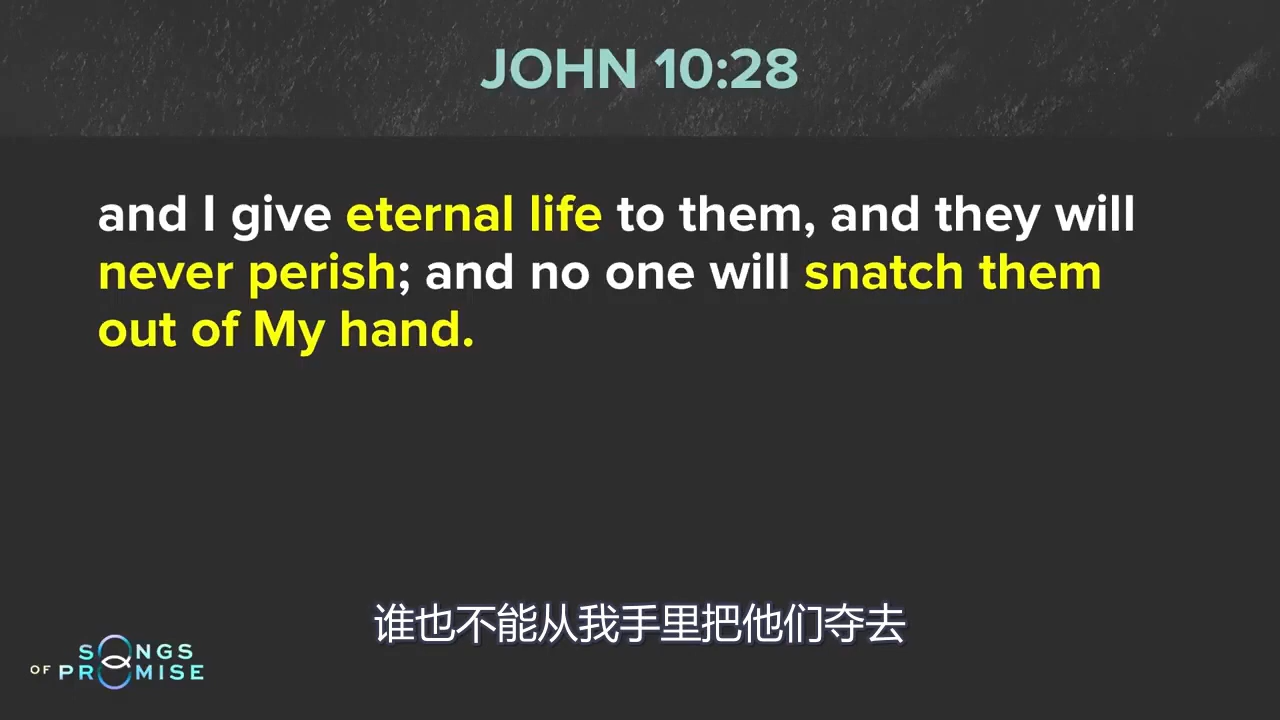 JOHN 10:28
and I give eternal life to them, and they will
never perish; and no one will snatch them
out of My hand.
谁也不能从我手里把他们夺去
SONGS
OF PROMISE